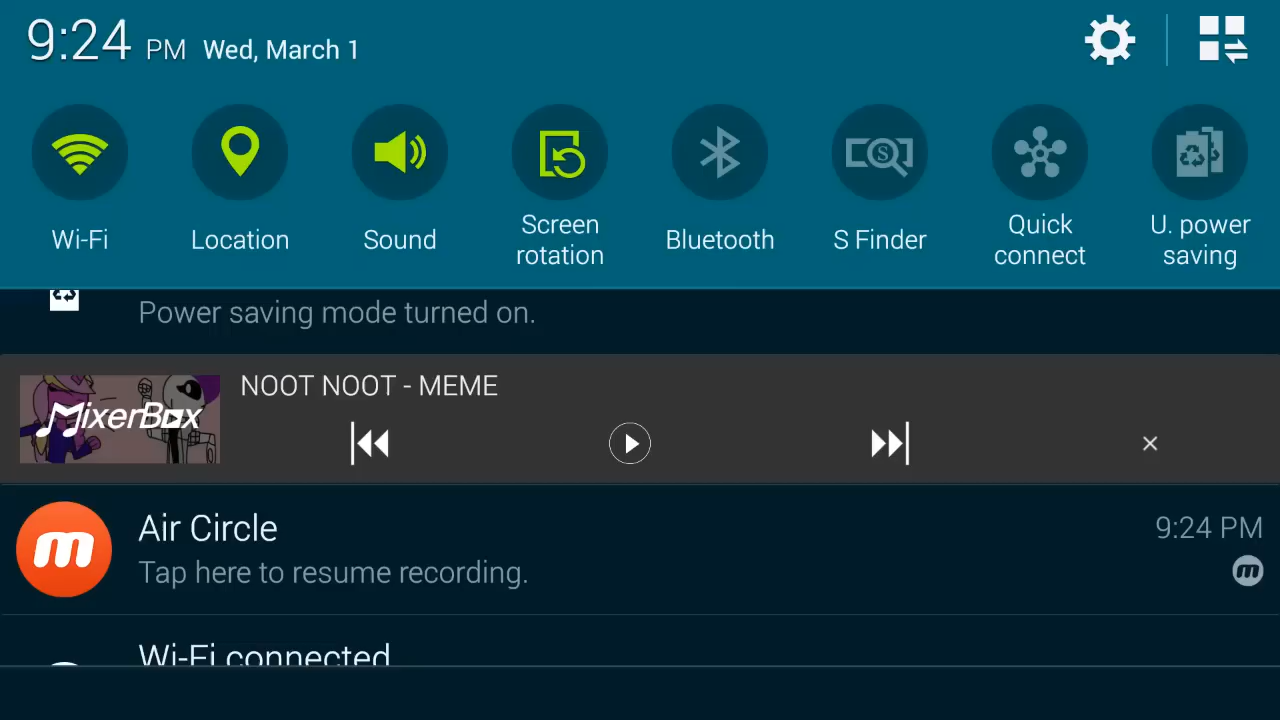 9:24 PM Wed, March 1
Wi-Fi
Location
Sound
Screen
rotation
Bluetooth
S Finder
Quick
connect
U. power
saving
Power saving mode turned on.
MixerBox
NOOT NOOT - MEME
Air Circle
9:24 PM
Tap here to resume recording.
Wi-Fi connected